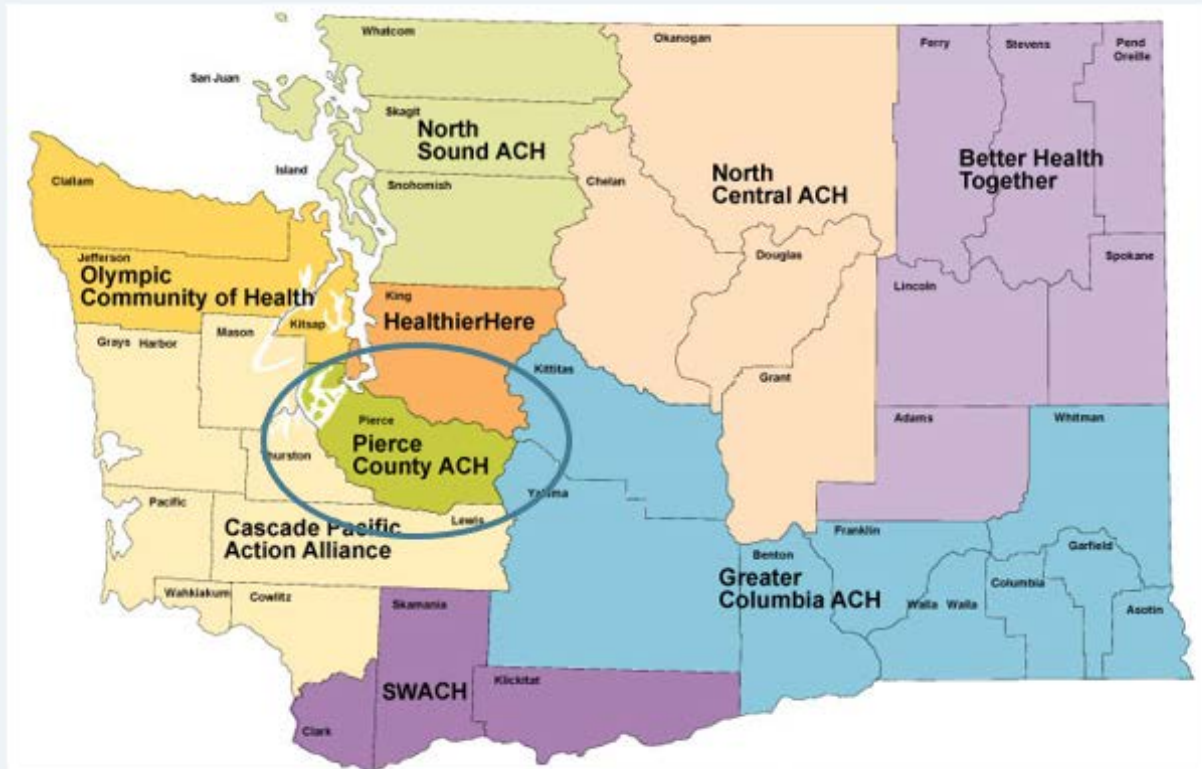 Whatcom
Okanogan
Ferry
Stevens
Pend
Oreille
San Juan
Skagit
North
Sound ACH
Island
Snohomish
Chelan
North
Central ACH
Better Health
Together
Clallam
Douglas
Spokane
Jefferson
Olympic
Community of Health
Lincoln
King
HealthierHere
Kitsap
Mason
Grays Harbor
Kittitas
Grant
Pierce
Pierce
County ACH
Adams
Whitman
Thurston
Yakima
Pacific
Lewis
Cascade Pacific
Action Alliance
Franklin
Benton
Greater
Columbia ACH
Garfield
Columbia
Walla Walla
Asotin
Wahkiakum
Cowlitz
Skamania
SWACH
Klickitat
Clark